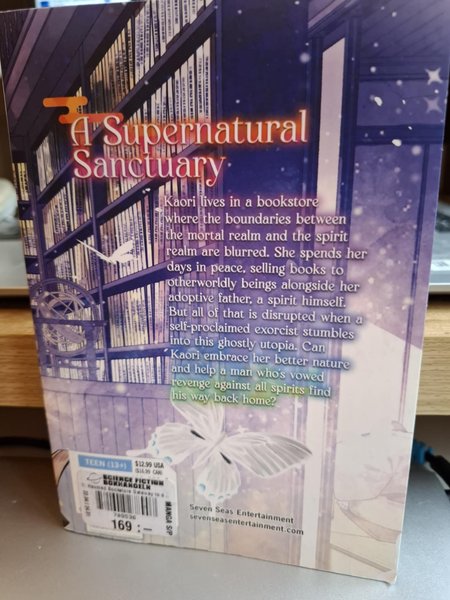 A Supernatural
Sanctuary
Kaori lives in a bookstore
where the boundaries between
the mortal realm and the spirit
realm are blurred. She spends her
days in peace, selling books to
otherworldly beings alongside her
adoptive father, a spirit himself.
But all of that is disrupted when a
self-proclaimed exorcist stumbles
into this ghostly utopia. Can
Kaori embrace her better nature
and help a man who's vowed
revenge against all spirits find
his way back home?
TEEN (13+)
$12.99 USA
($16.99 CAN)
SCIENCE FICTION
BOKHANDELN
169 :-
MANGA S/P
Seven Seas Entertainment
sevenseasentertainment.com